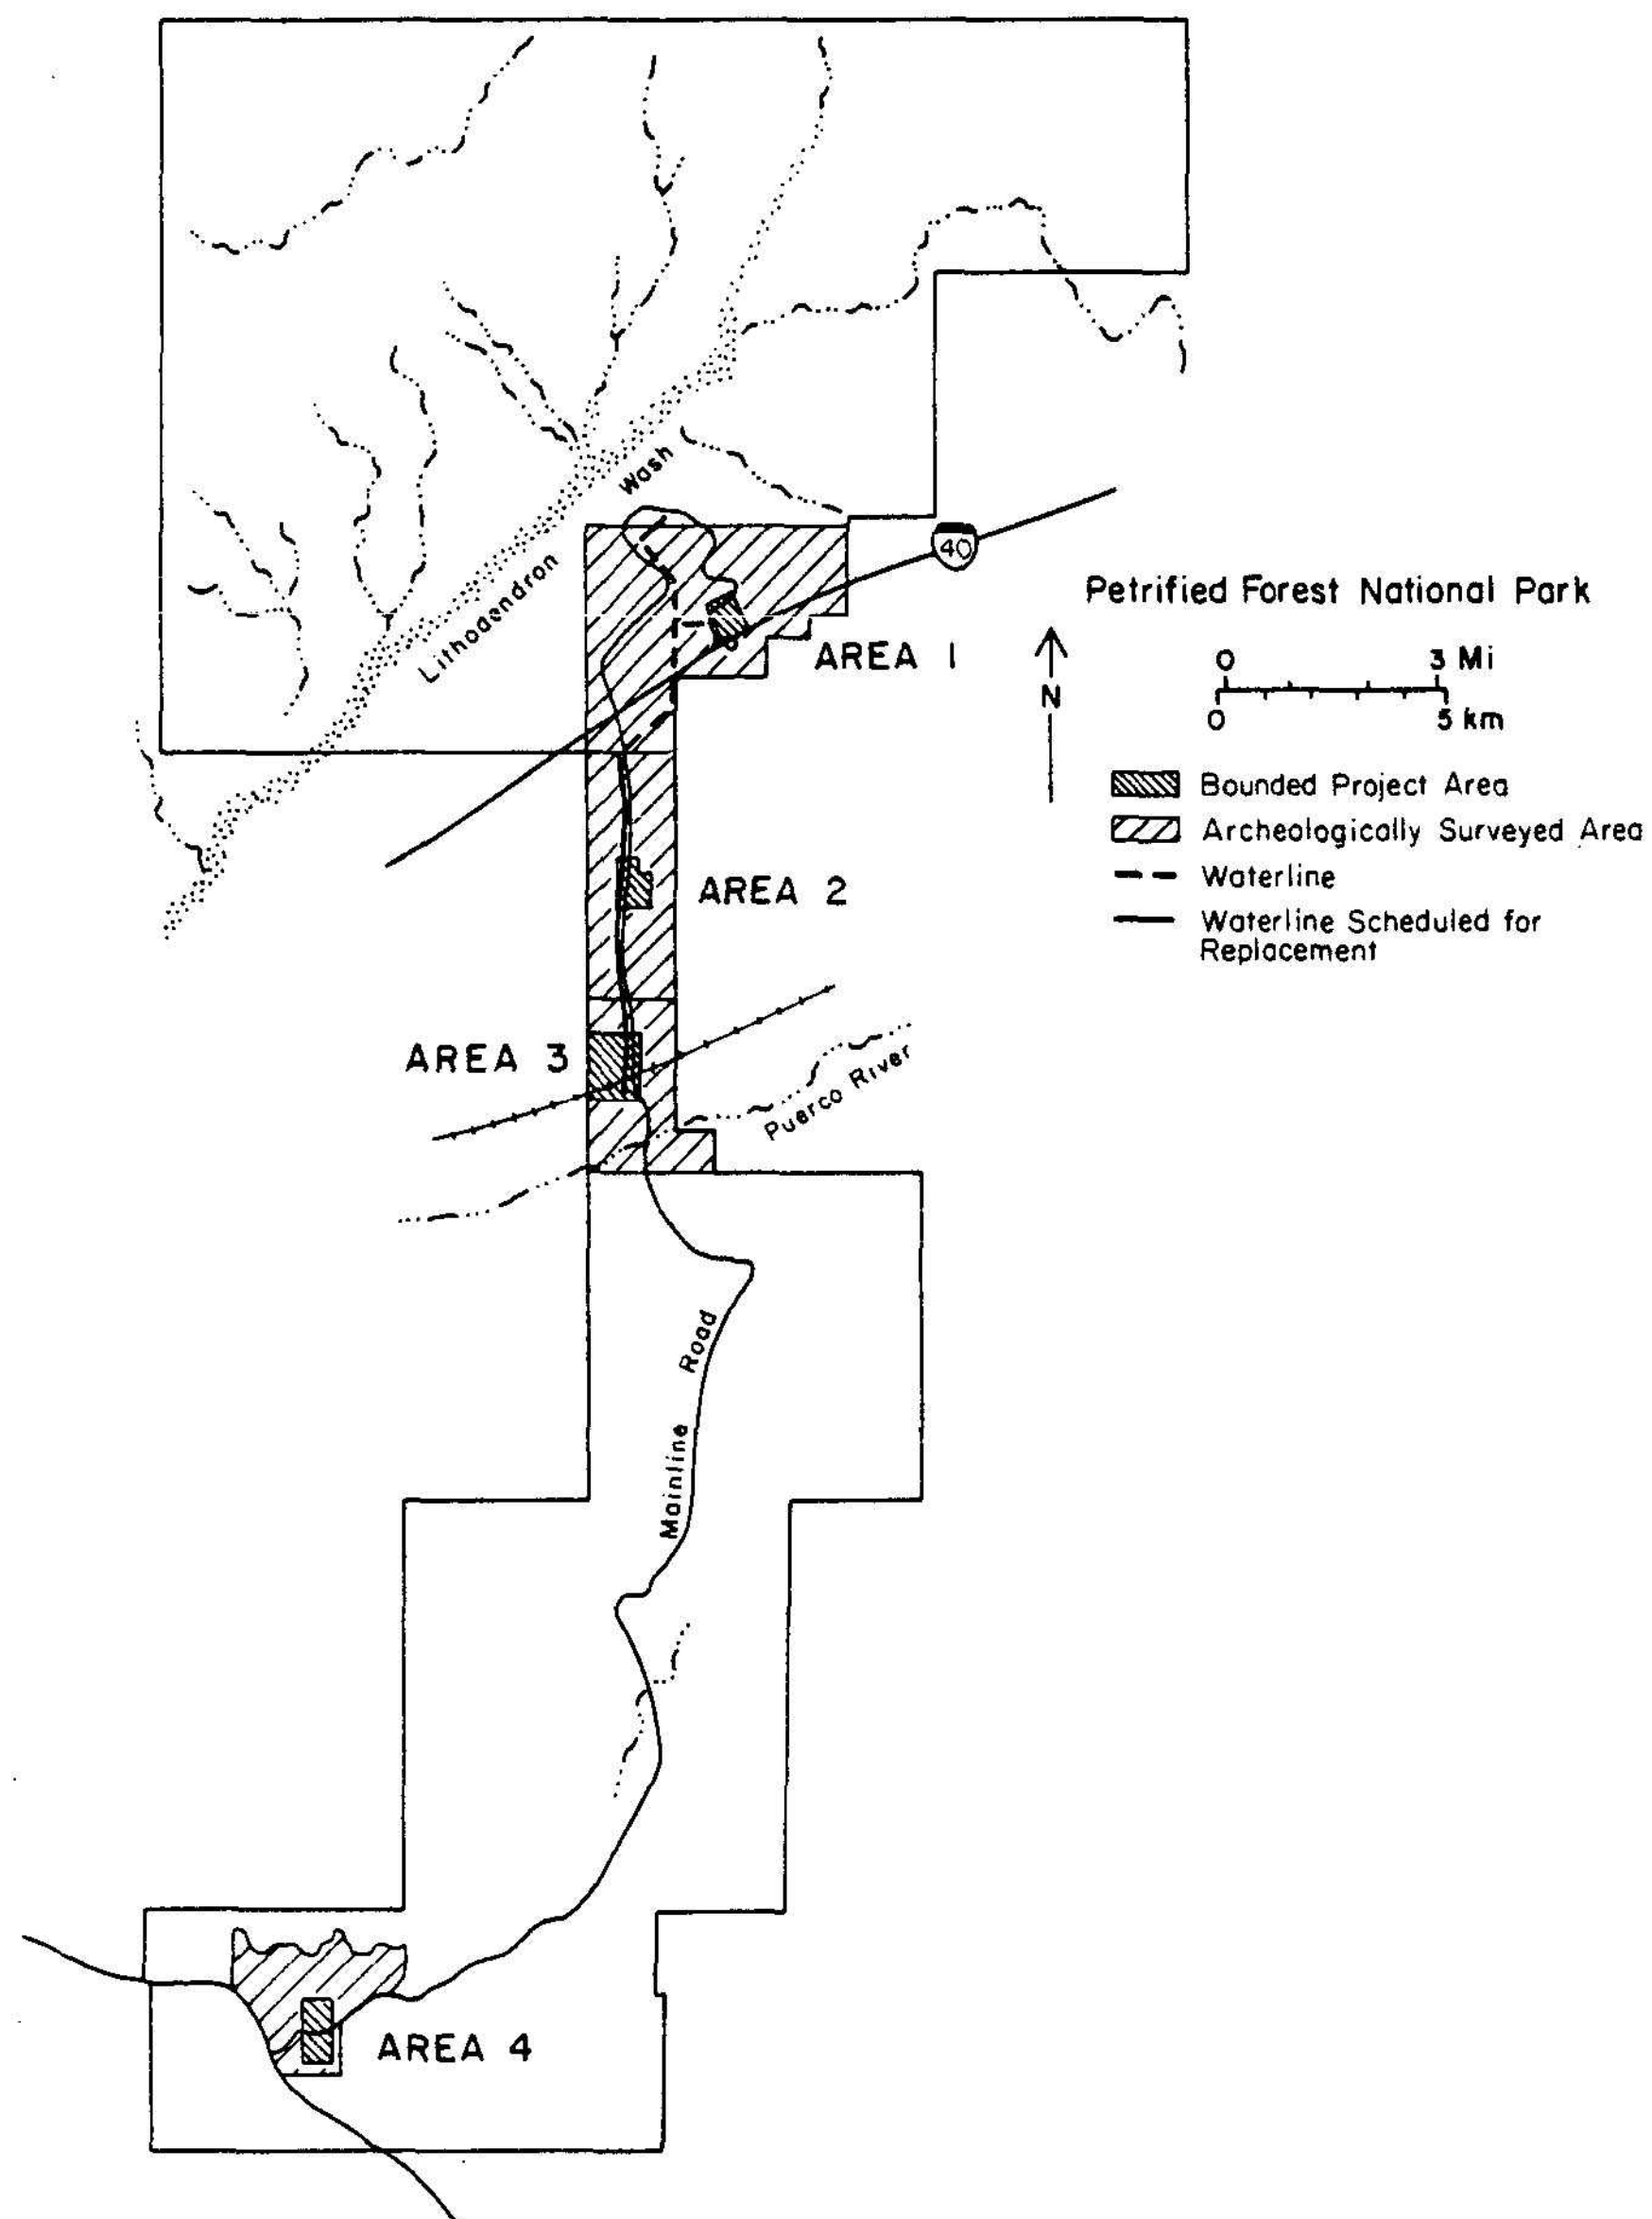 Wash
Lithodendron
40
Petrified Forest National Park
AREA 1
N
0 3 Mi
0 5 km
Bounded Project Area
Archeologically Surveyed Area
Waterline
Waterline Scheduled for
Replacement
AREA 2
AREA 3
Puerco River
Mainline Road
AREA 4